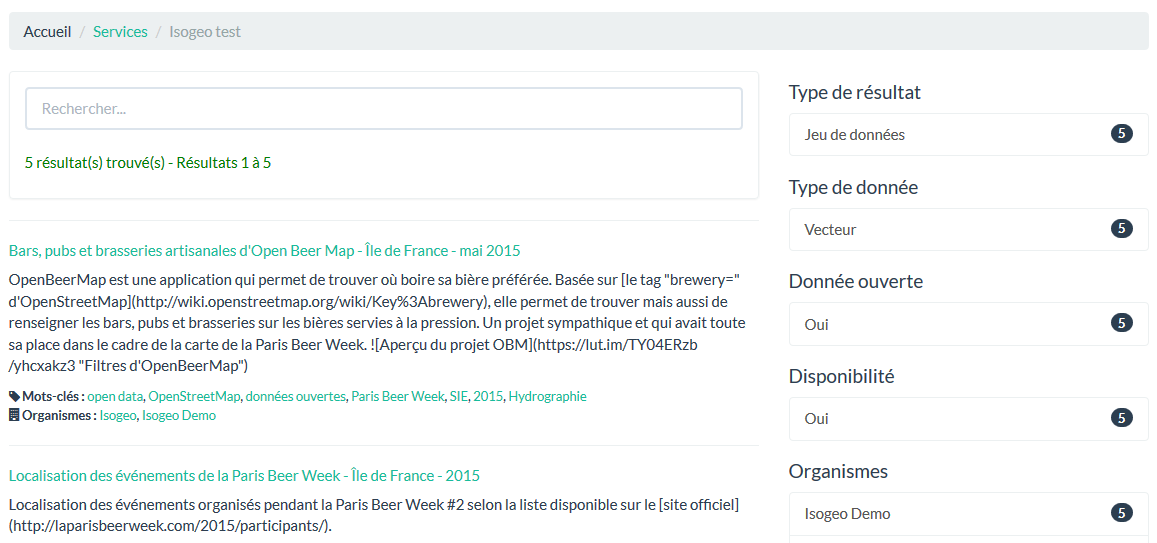 Accueil / Services / Isogeo test
Rechercher...
5 résultat(s) trouvé(s) - Résultats 1 à 5
Bars, pubs et brasseries artisanales d'Open Beer Map - Île de France - mai 2015
OpenBeerMap est une application qui permet de trouver où boire sa bière préférée. Basée sur [le tag "brewery="
d'OpenStreetMap](http://wiki.openstreetmap.org/wiki/Key%3Abrewery), elle permet de trouver mais aussi de
renseigner les bars, pubs et brasseries sur les bières servies à la pression. Un projet sympathique et qui avait toute
sa place dans le cadre de la carte de la Paris Beer Week. ![Aperçu du projet OBM](https://lut.im/TY04ERzb
/yhcxakz3 "Filtres d'OpenBeerMap")
Mots-clés : open data, OpenStreetMap, données ouvertes, Paris Beer Week, SIE, 2015, Hydrographie
Organismes : Isogeo, Isogeo Demo
Localisation des événements de la Paris Beer Week - Île de France - 2015
Localisation des événements organisés pendant la Paris Beer Week #2 selon la liste disponible sur le [site officiel]
(http://laparisbeerweek.com/2015/participants/).
Type de résultat
Jeu de données 5
Type de donnée
Vecteur 5
Donnée ouverte
Oui 5
Disponibilité
Oui 5
Organismes
Isogeo Demo 5